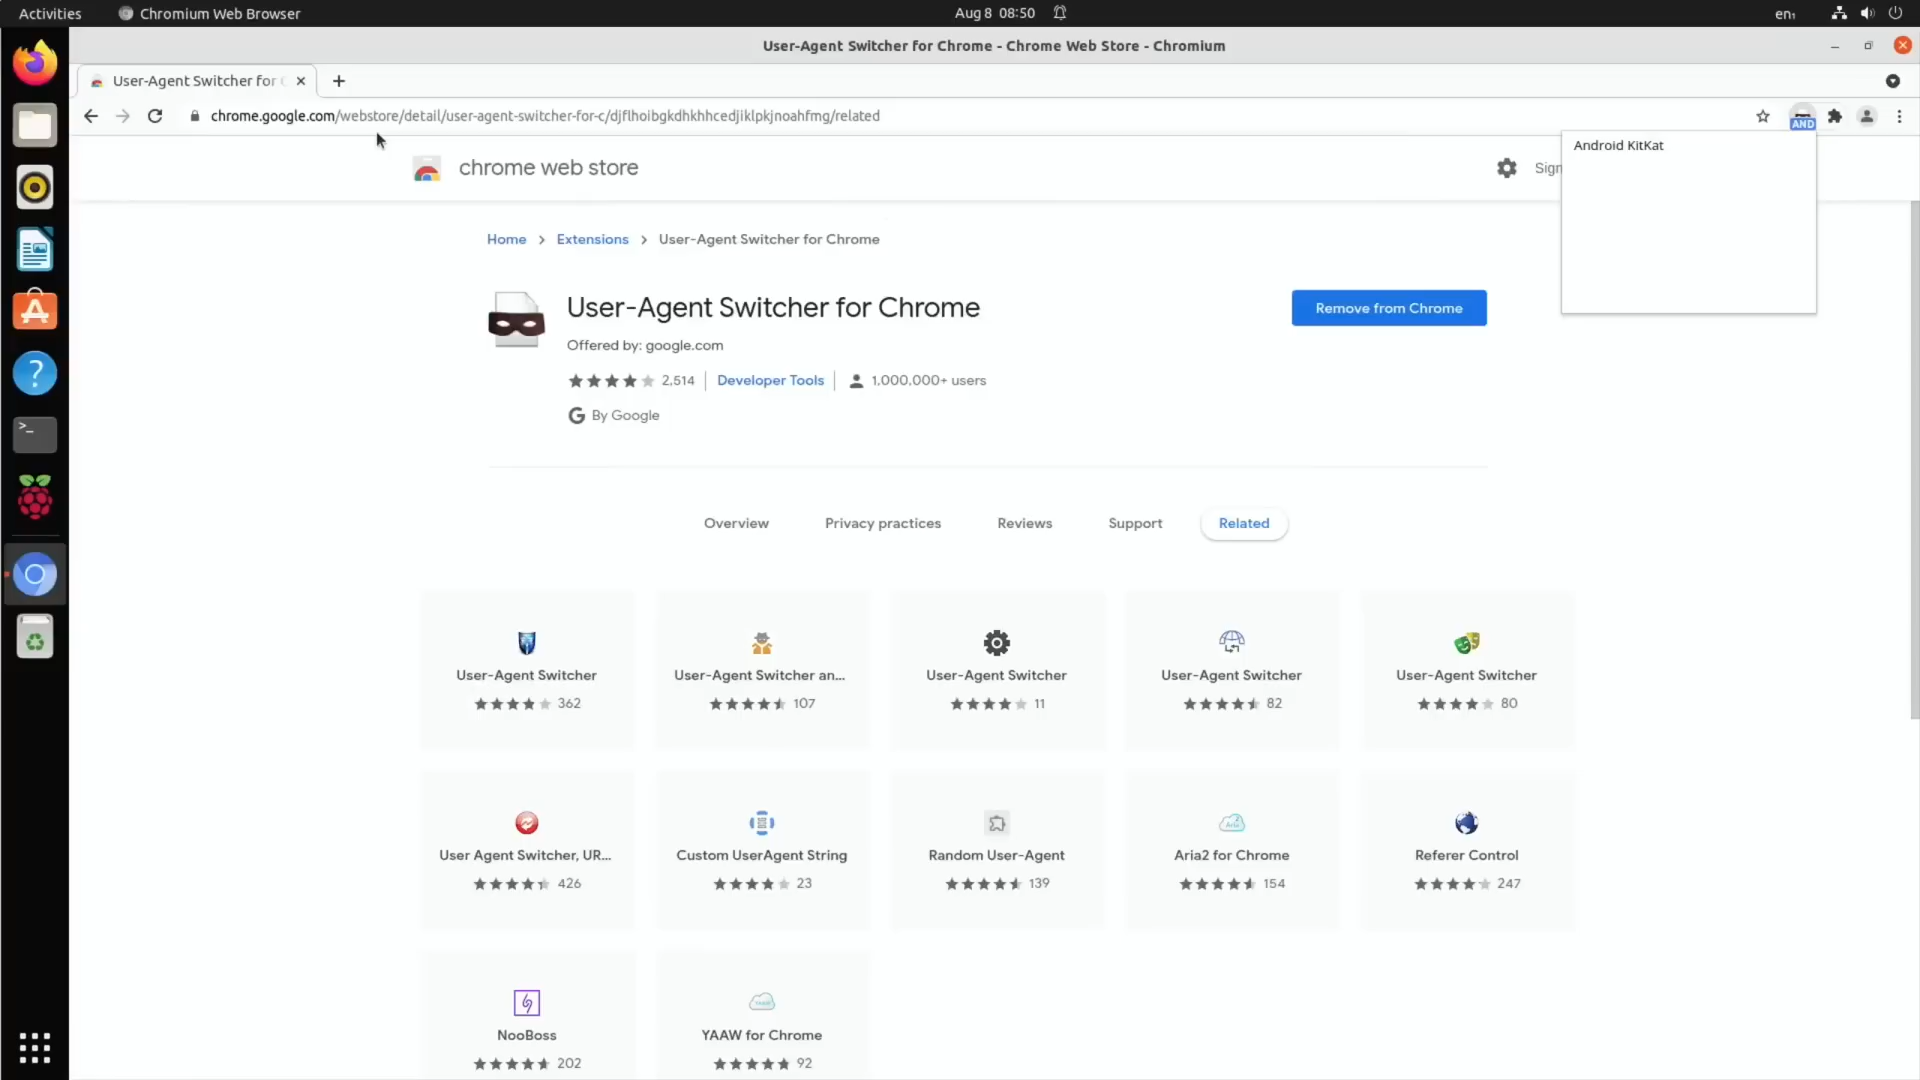 Activities
Chromium Web Browser
Aug 8 08:50
en₁
User-Agent Switcher for Chrome - Chrome Web Store - Chromium
User-Agent Switcher for C
chrome.google.com/webstore/detail/user-agent-switcher-for-c/djflhoibgkdhkhhcedjiklpkjnoahfmg/related
AND
Android KitKat
chrome web store
Sign
Home > Extensions > User-Agent Switcher for Chrome
User-Agent Switcher for Chrome
Remove from Chrome
Offered by: google.com
2,514
Developer Tools
1,000,000+ users
By Google
Overview
Privacy practices
Reviews
Support
Related
User-Agent Switcher
362
User-Agent Switcher an...
107
User-Agent Switcher
11
User-Agent Switcher
82
User-Agent Switcher
80
User Agent Switcher, UR...
426
Custom UserAgent String
23
Random User-Agent
139
Aria2 for Chrome
154
Referer Control
247
NooBoss
202
YAAW for Chrome
92